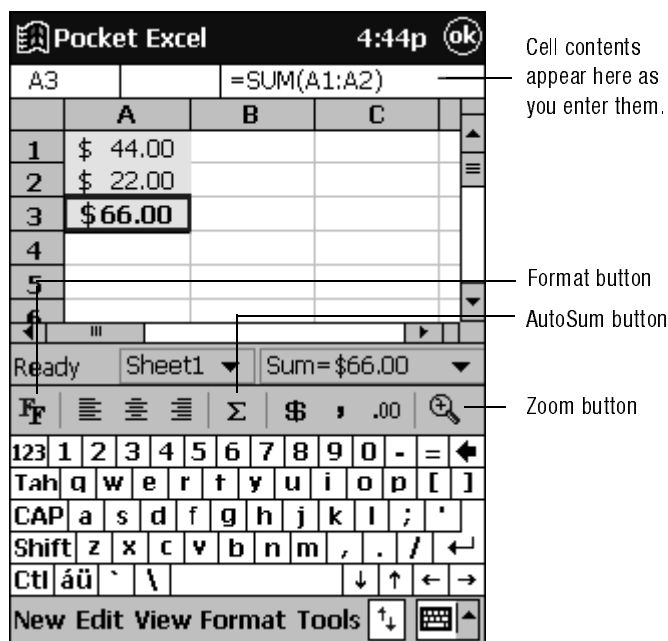 Pocket Excel 4:44p ok
Cell contents
appear here as
you enter them.
A3 =SUM(A1:A2)
A B C
1 $ 44.00
2 $ 22.00
3 $66.00
4
5
6
Format button
AutoSum button
Ready Sheet1 Sum=$66.00
FF Σ $ , .00
Zoom button
123 1 2 3 4 5 6 7 8 9 0 - =
Tab q w e r t y u i o p [ ]
CAP a s d f g h j k l ; '
Shift z x c v b n m , . /
Ctl áü ` \
New Edit View Format Tools